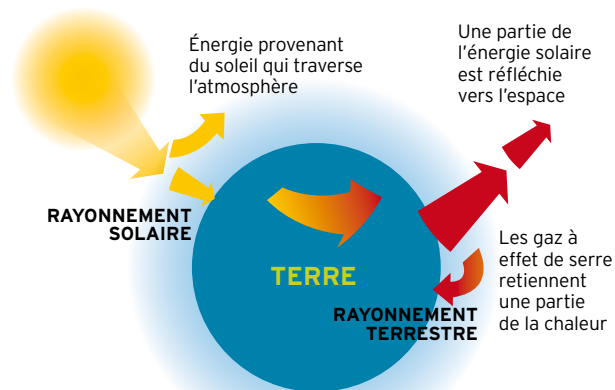 Énergie provenant
du soleil qui traverse
l'atmosphère
Une partie de
l'énergie solaire
est réfléchie
vers l'espace
RAYONNEMENT
SOLAIRE
TERRE
Les gaz à
effet de serre
retiennent
une partie
de la chaleur
RAYONNEMENT
TERRESTRE